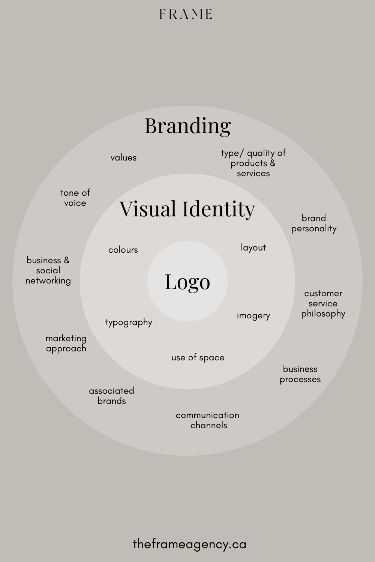 FRAME
Branding
values
type/ quality of
products &
services
tone of
voice
Visual Identity
brand
personality
colours
layout
business &
social
networking
Logo
customer
service
philosophy
typography
imagery
marketing
approach
use of space
business
processes
associated
brands
communication
channels
theframeagency.ca